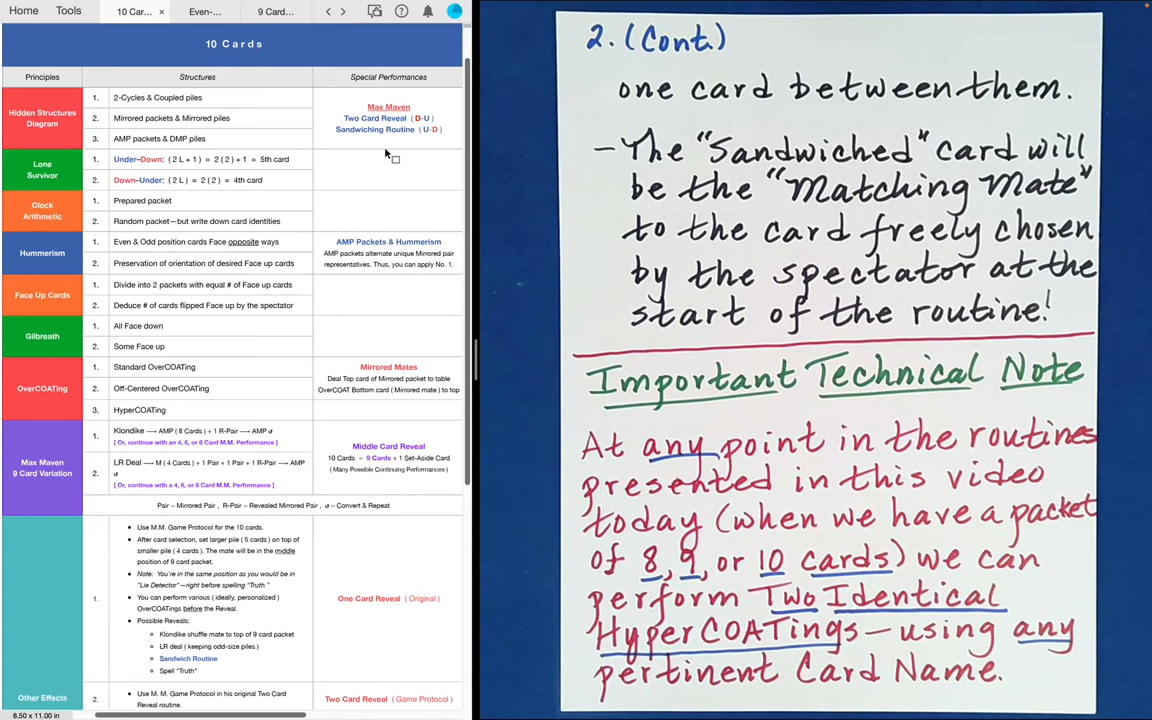 Home Tools 10 Car... × Even-... 9 Card...
10 Cards
Principles Structures Special Performances
Hidden Structures
Diagram
1. 2-Cycles & Coupled piles
2. Mirrored packets & Mirrored piles
3. AMP packets & DMP piles
Max Maven
Two Card Reveal ( D-U )
Sandwiching Routine ( U-D )
Lone
Survivor
1. Under–Down: ( 2 L + 1 ) = 2 ( 2 ) + 1 = 5th card
2. Down–Under: ( 2 L ) = 2 ( 2 ) = 4th card
Clock
Arithmetic
1. Prepared packet
2. Random packet—but write down card identities
Hummerism
1. Even & Odd position cards Face opposite ways
2. Preservation of orientation of desired Face up cards
AMP Packets & Hummerism
AMP packets alternate unique Mirrored pair
representatives. Thus, you can apply No. 1.
Face Up Cards
1. Divide into 2 packets with equal # of Face up cards
2. Deduce # of cards flipped Face up by the spectator
Gilbreath
1. All Face down
2. Some Face up
OverCOATing
1. Standard OverCOATing
2. Off-Centered OverCOATing
3. HyperCOATing
Mirrored Mates
Deal Top card of Mirrored packet to table
OverCOAT Bottom card ( Mirrored mate ) to top
Max Maven
9 Card Variation
1. Klondike ⟶ AMP ( 8 Cards ) + 1 R-Pair ⟶ AMP ↺
[ Or, continue with an 4, 6, or 8 Card M.M. Performance ]
2. LR Deal ⟶ M ( 4 Cards ) + 1 Pair + 1 Pair + 1 R-Pair ⟶ AMP
↺
[ Or, continue with an 4, 6, or 8 Card M.M. Performance ]
Middle Card Reveal
10 Cards = 9 Cards + 1 Set-Aside Card
( Many Possible Continuing Performances )
Pair = Mirrored Pair , R-Pair = Revealed Mirrored Pair , ↺ = Convert & Repeat
Other Effects
1.
• Use M.M. Game Protocol for the 10 cards.
• After card selection, set larger pile ( 5 cards ) on top of
smaller pile ( 4 cards ). The mate will be in the middle
position of 9 card packet.
• Note: You're in the same position as you would be in
"Lie Detector"—right before spelling "Truth."
• You can perform various ( ideally, personalized )
OverCOATings before the Reveal.
• Possible Reveals:
Klondike shuffle mate to top of 9 card packet
LR deal ( keeping odd-size piles )
Sandwich Routine
Spell "Truth"
One Card Reveal ( Original )
2.
• Use M. M. Game Protocol in his original Two Card
Reveal routine.
Two Card Reveal ( Game Protocol )
8.50 x 11.00 in
2. (Cont.)
one card between them.
– The "Sandwiched" card will
be the "Matching Mate"
to the card freely chosen
by the spectator at the
start of the routine!
Important Technical Note
At any point in the routines
presented in this video
today (when we have a packet
of 8, 9, or 10 cards) we can
perform Two Identical
HyperCOATings – using any
pertinent Card Name.